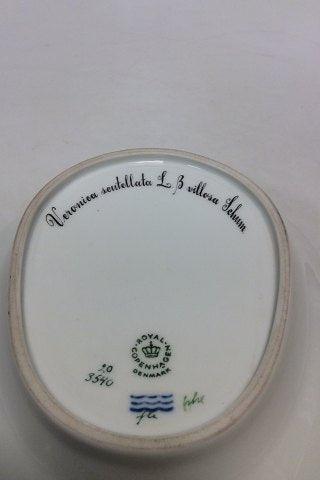 Veronica scutellata L β villosa Schum.
ROYAL
COPENHAGEN
DENMARK
20
3540